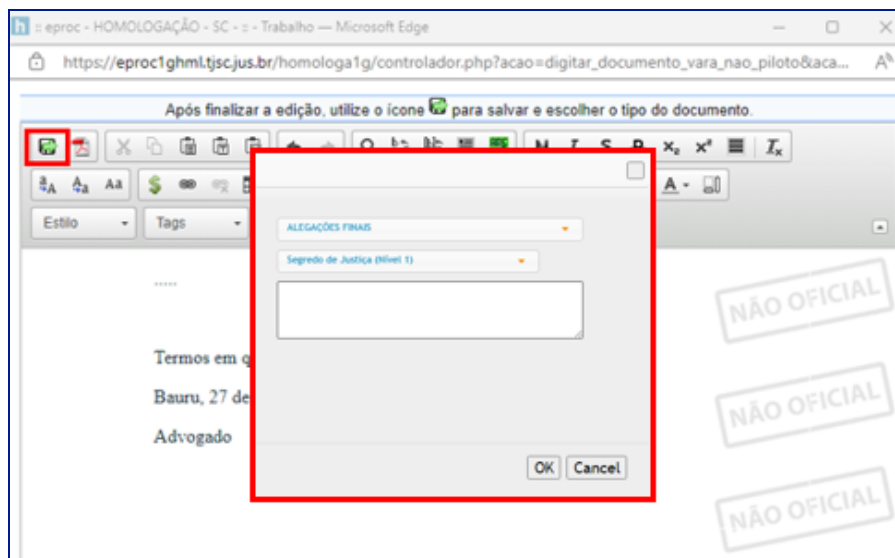 :: eproc - HOMOLOGAÇÃO - SC - :: - Trabalho — Microsoft Edge
https://eproc1ghml.tjsc.jus.br/homologa1g/controlador.php?acao=digitar_documento_vara_nao_piloto&aca...
Após finalizar a edição, utilize o ícone para salvar e escolher o tipo do documento.
Estilo
Tags
ALEGAÇÕES FINAIS
Segredo de Justiça (Nível 1)
.....
Termos em
Bauru, 27 de
Advogado
OK Cancel
NÃO OFICIAL
NÃO OFICIAL
NÃO OFICIAL